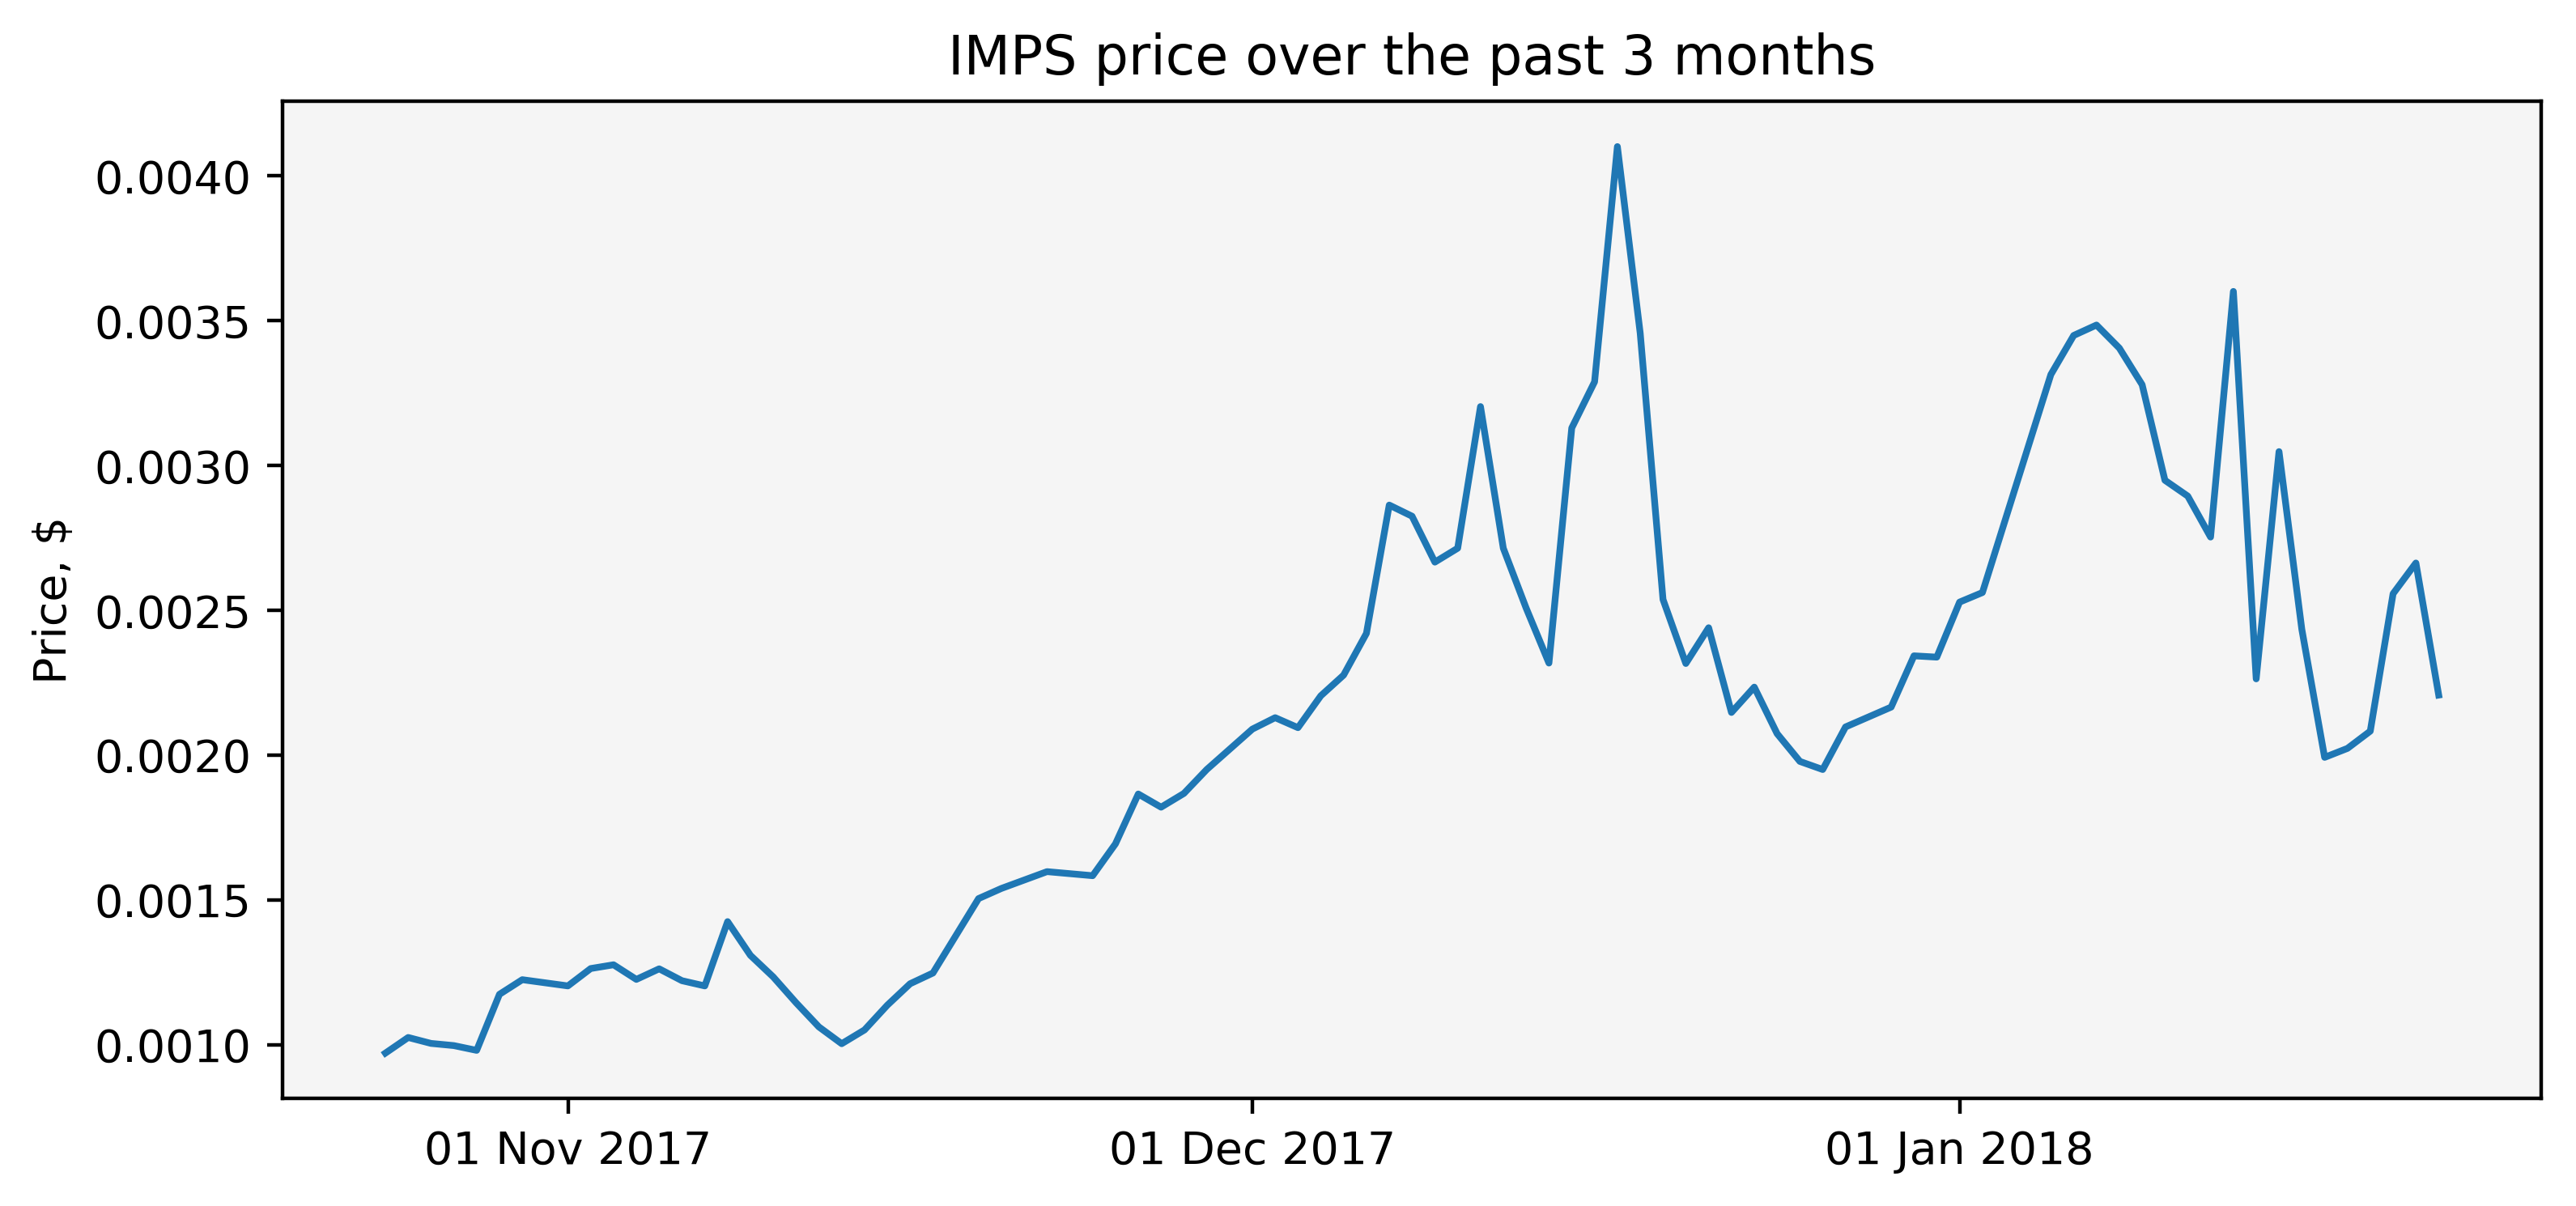 IMPS price over the past 3 months
Price, $
0.0040
0.0035
0.0030
0.0025
0.0020
0.0015
0.0010
01 Nov 2017
01 Dec 2017
01 Jan 2018